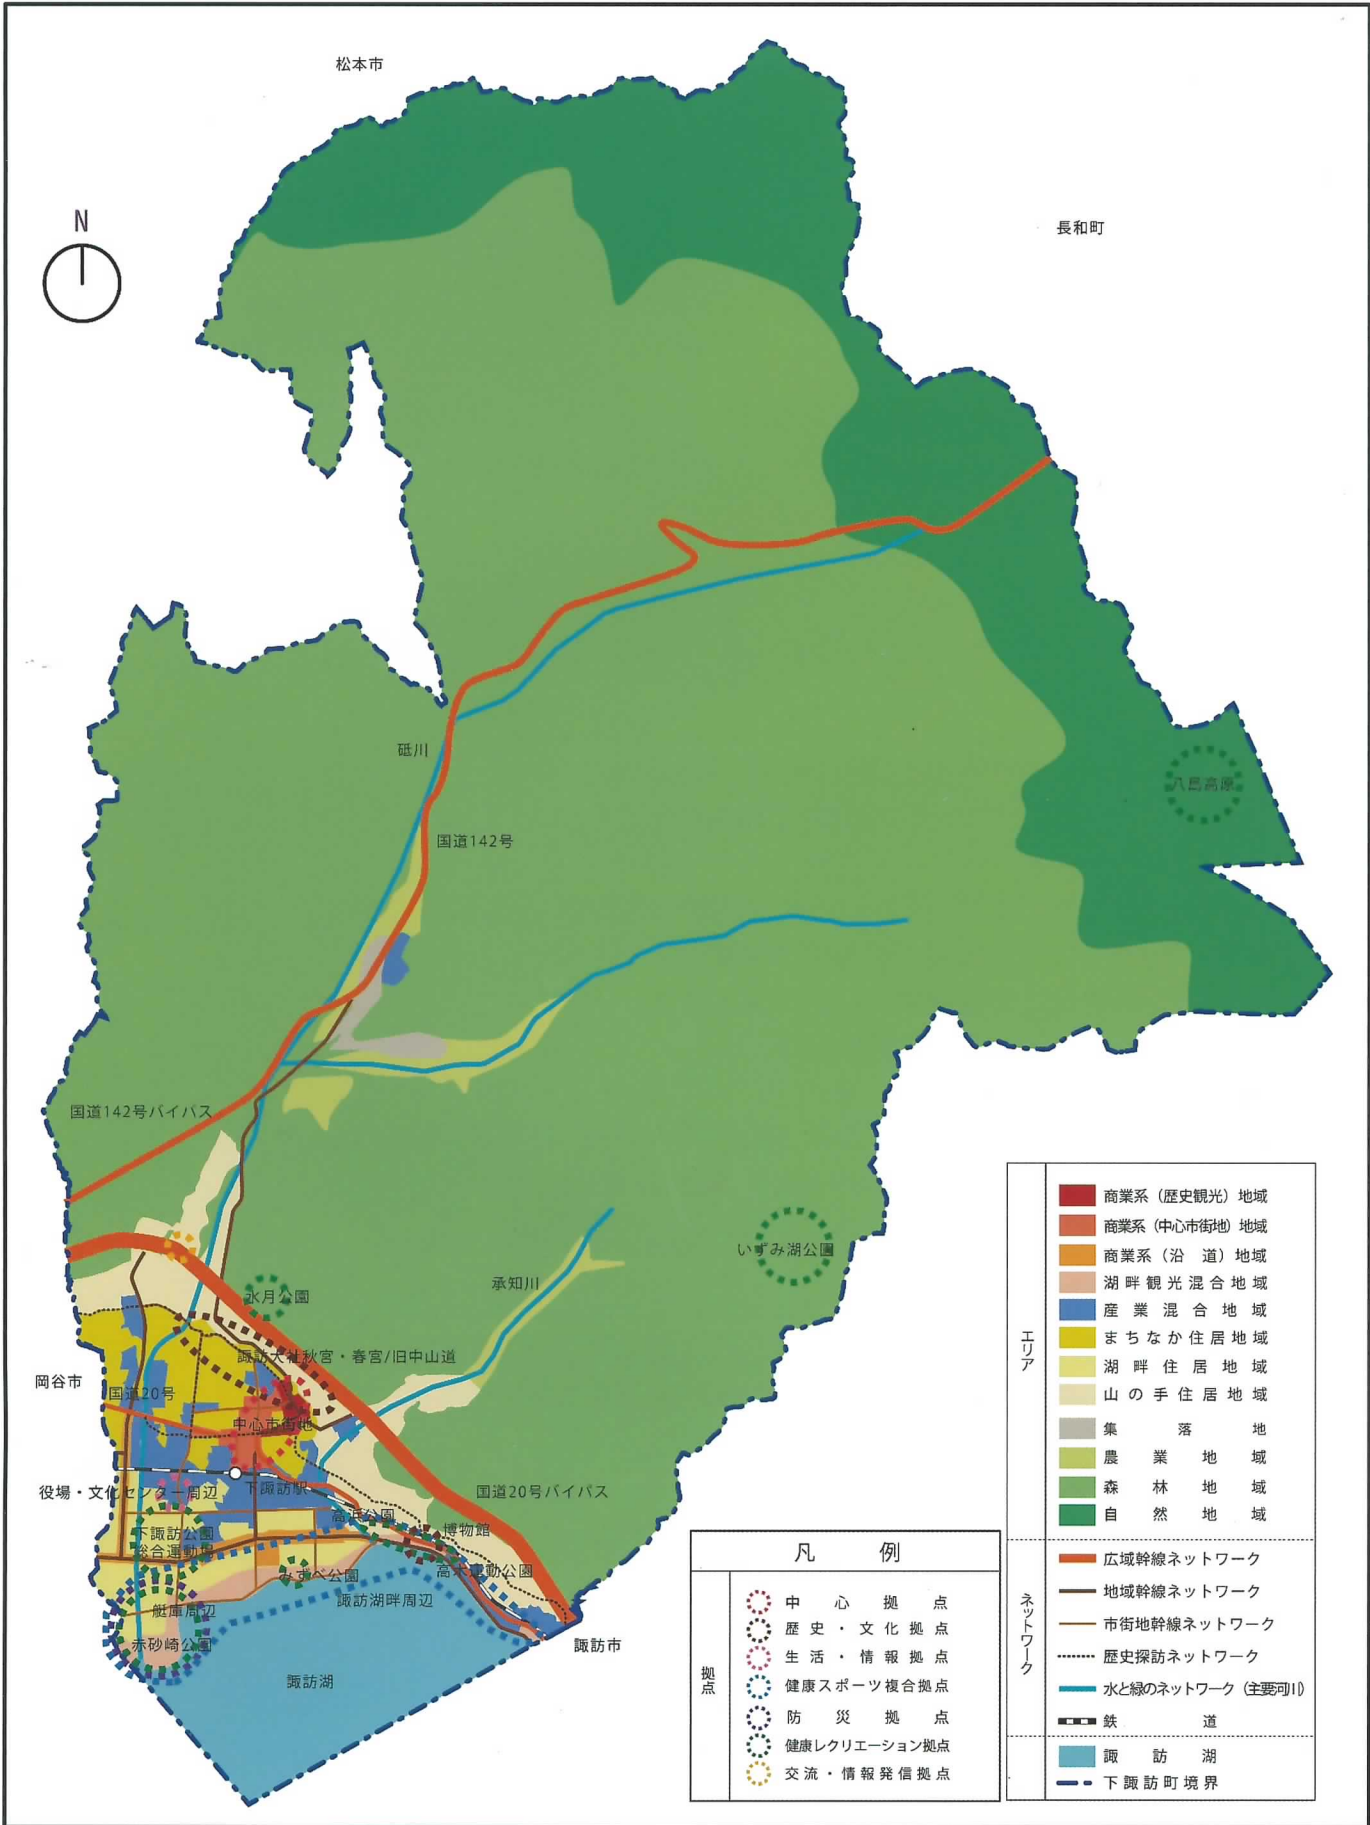 松本市
長和町
N
砥川
国道142号
八島高原
国道142号バイパス
いずみ湖公園
水月公園
承知川
諏訪大社秋宮・春宮/旧中山道
岡谷市
国道20号
中心市街地
役場・文化センター周辺
下諏訪駅
国道20号バイパス
高浜公園
博物館
下諏訪公園
総合運動場
みずべ公園
高木運動公園
艇庫周辺
諏訪湖畔周辺
赤砂崎公園
諏訪市
諏訪湖
凡例
拠点
中心拠点
歴史・文化拠点
生活・情報拠点
健康スポーツ複合拠点
防災拠点
健康レクリエーション拠点
交流・情報発信拠点
エリア
商業系（歴史観光）地域
商業系（中心市街地）地域
商業系（沿道）地域
湖畔観光混合地域
産業混合地域
まちなか住居地域
湖畔住居地域
山の手住居地域
集落地
農業地域
森林地域
自然地域
ネットワーク
広域幹線ネットワーク
地域幹線ネットワーク
市街地幹線ネットワーク
歴史探訪ネットワーク
水と緑のネットワーク（主要河川）
鉄道
諏訪湖
下諏訪町境界